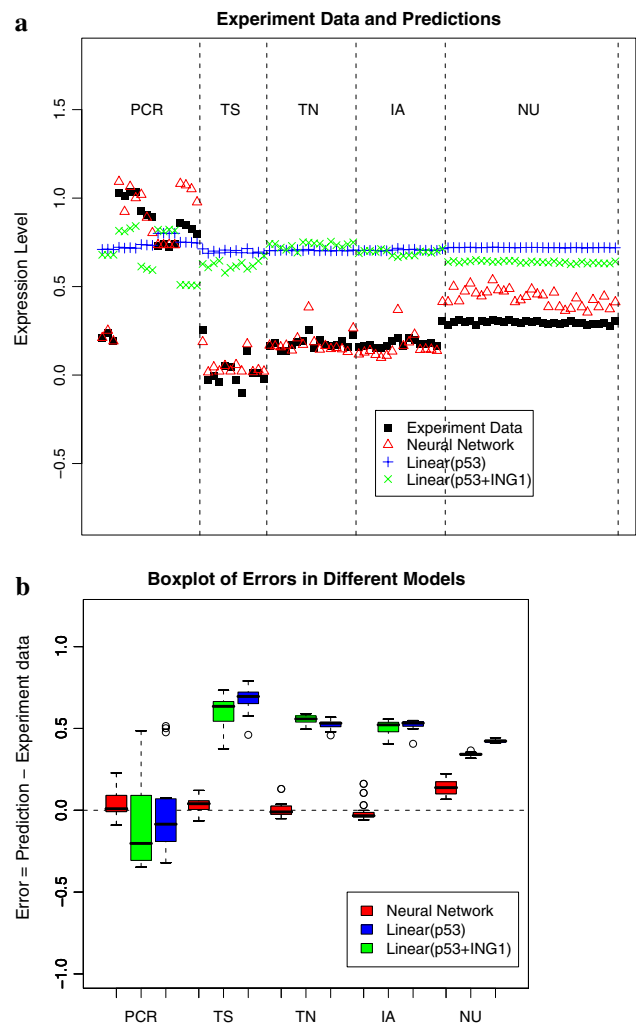 a
Experiment Data and Predictions
PCR TS TN IA NU
Expression Level
1.5
1.0
0.5
0.0
−0.5
Experiment Data
Neural Network
Linear(p53)
Linear(p53+ING1)
b
Boxplot of Errors in Different Models
Error = Prediction − Experiment data
1.0
0.5
0.0
−0.5
−1.0
Neural Network
Linear(p53)
Linear(p53+ING1)
PCR TS TN IA NU